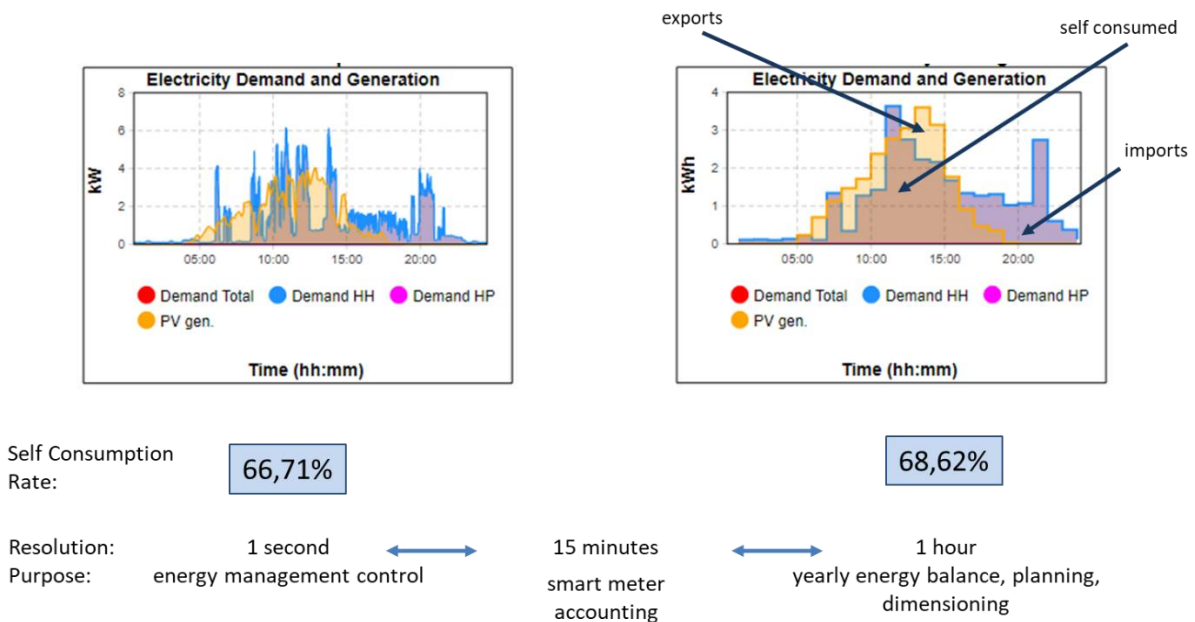 exports
self consumed
imports
Electricity Demand and Generation
8
6
4
2
0
kW
05:00 10:00 15:00 20:00
Demand Total Demand HH Demand HP
PV gen.
Time (hh:mm)
Electricity Demand and Generation
4
3
2
1
0
kWh
05:00 10:00 15:00 20:00
Demand Total Demand HH Demand HP
PV gen.
Time (hh:mm)
Self Consumption
Rate:
66,71%
68,62%
Resolution: 1 second 15 minutes 1 hour
Purpose: energy management control smart meter yearly energy balance, planning,
accounting dimensioning